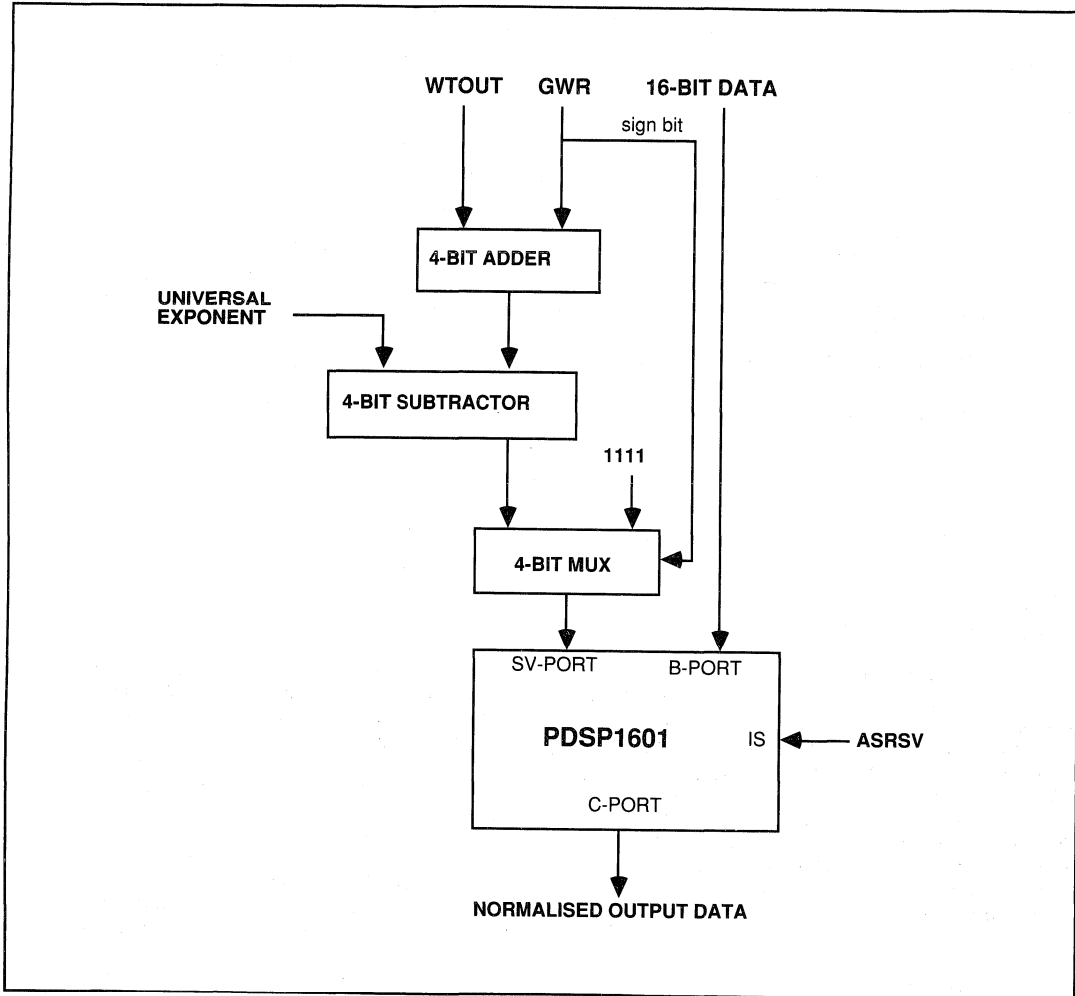 WTOUT GWR 16-BIT DATA
sign bit
4-BIT ADDER
UNIVERSAL
EXPONENT
4-BIT SUBTRACTOR
1111
4-BIT MUX
SV-PORT B-PORT
PDSP1601 IS ASRSV
C-PORT
NORMALISED OUTPUT DATA